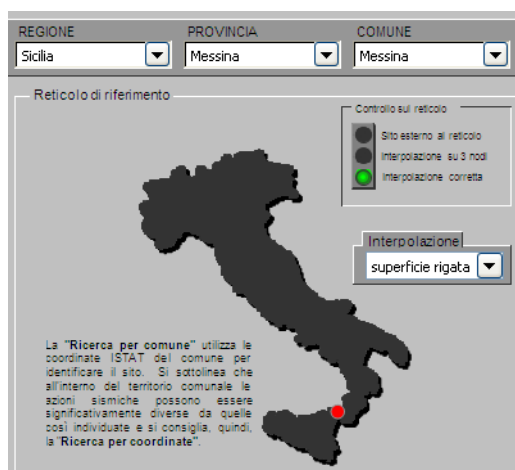 REGIONE PROVINCIA COMUNE
Sicilia Messina Messina
Reticolo di riferimento
Controllo sul reticolo
Sito esterno al reticolo
Interpolazione su 3 nodi
Interpolazione corretta
Interpolazione
superficie rigata
La "Ricerca per comune" utilizza le
coordinate ISTAT del comune per
identificare il sito. Si sottolinea che
all'interno del territorio comunale le
azioni sismiche possono essere
significativamente diverse da quelle
così individuate e si consiglia, quindi,
la "Ricerca per coordinate".